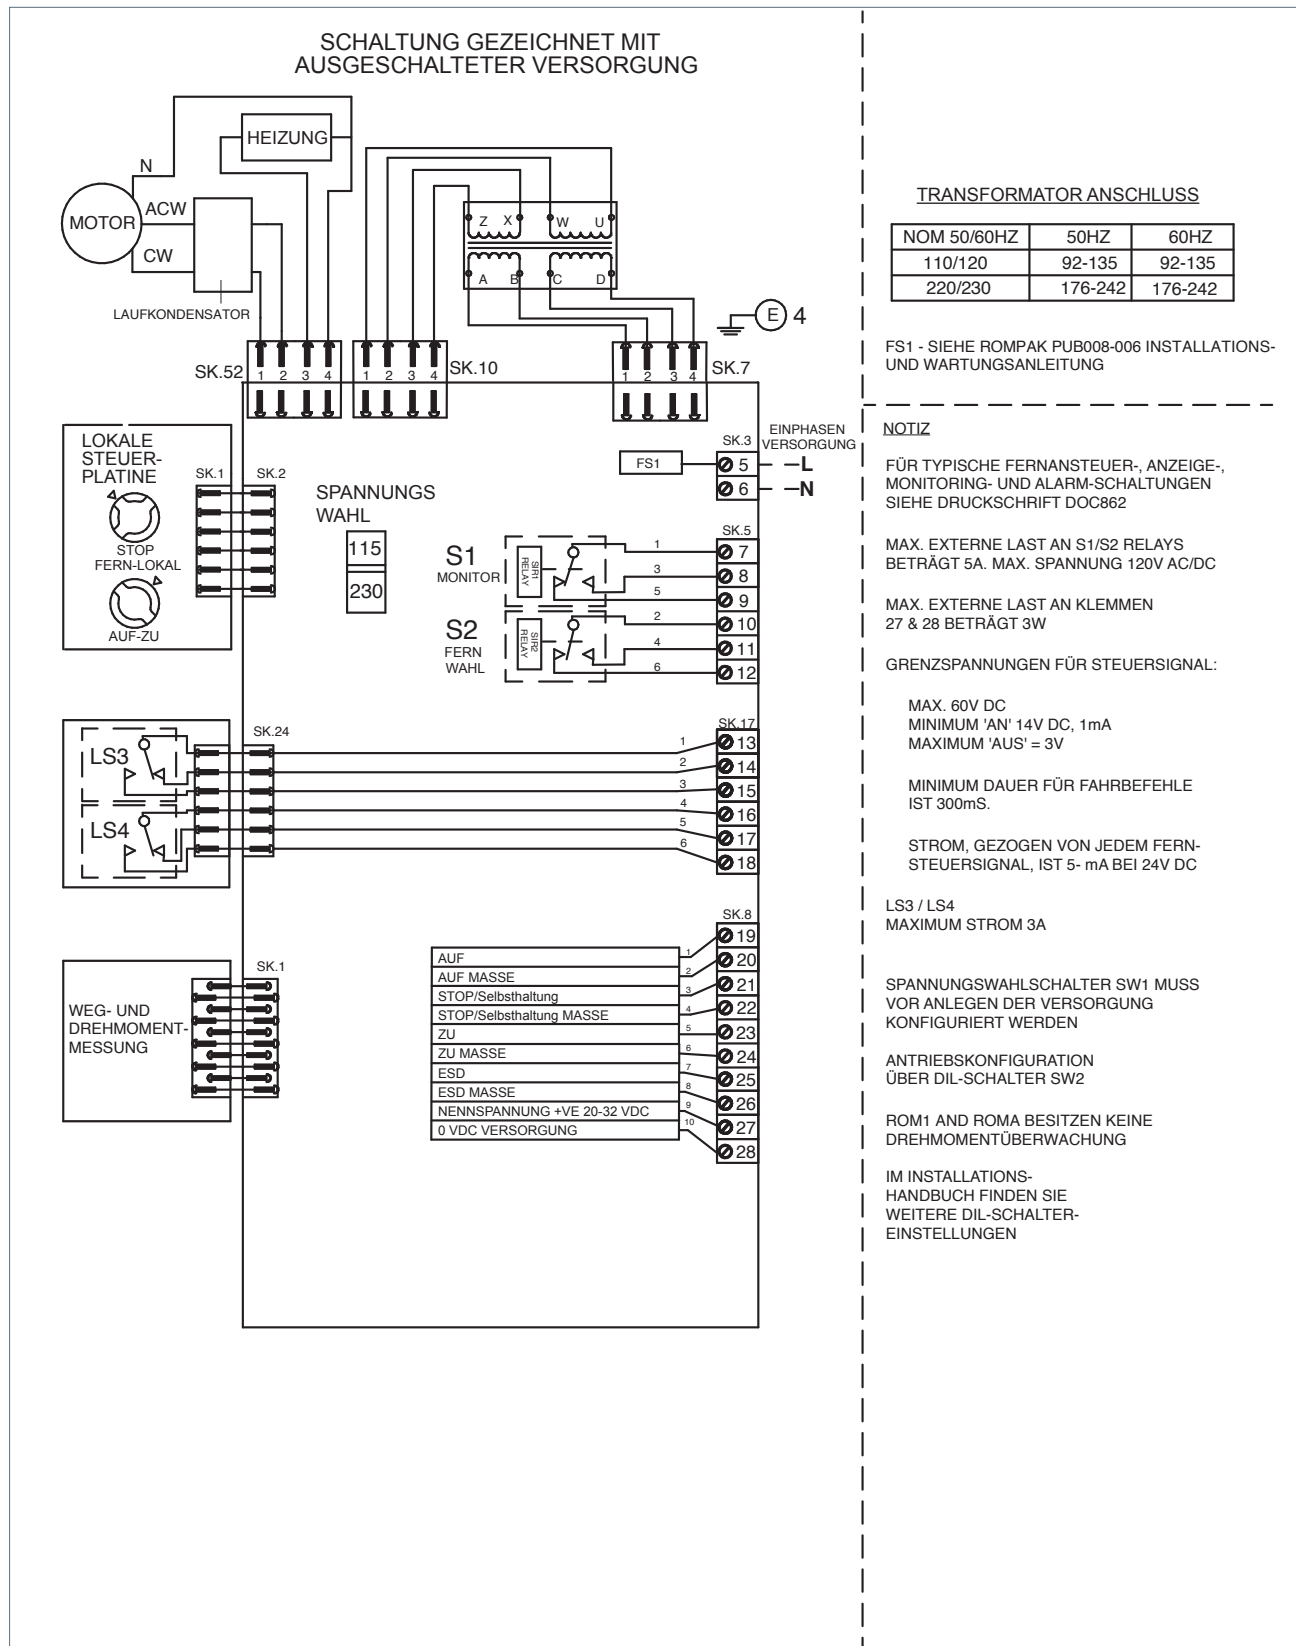 SCHALTUNG GEZEICHNET MIT
AUSGESCHALTETER VERSORGUNG
HEIZUNG
N
MOTOR
ACW
CW
LAUFKONDENSATOR
Z X W U
A B C D
E 4
SK.52 1 2 3 4
1 2 3 4 SK.10
1 2 3 4 SK.7
LOKALE
STEUER-
PLATINE
STOP
FERN-LOKAL
AUF-ZU
SK.1 SK.2
SPANNUNGS
WAHL
115
230
SK.3
EINPHASEN
VERSORGUNG
FS1 5 L
6 N
SK.5
S1
MONITOR
SIR1
RELAY
1 7
3 8
5 9
S2
FERN
WAHL
SIR2
RELAY
2 10
4 11
6 12
LS3
LS4
SK.24
SK.17
1 13
2 14
3 15
4 16
5 17
6 18
WEG- UND
DREHMOMENT-
MESSUNG
SK.1
SK.8
AUF 1 19
AUF MASSE 2 20
STOP/Selbsthaltung 3 21
STOP/Selbsthaltung MASSE 4 22
ZU 5 23
ZU MASSE 6 24
ESD 7 25
ESD MASSE 8 26
NENNSPANNUNG +VE 20-32 VDC 9 27
0 VDC VERSORGUNG 10 28
TRANSFORMATOR ANSCHLUSS
NOM 50/60HZ 50HZ 60HZ
110/120 92-135 92-135
220/230 176-242 176-242
FS1 - SIEHE ROMPAK PUB008-006 INSTALLATIONS-
UND WARTUNGSANLEITUNG
NOTIZ
FÜR TYPISCHE FERNANSTEUER-, ANZEIGE-,
MONITORING- UND ALARM-SCHALTUNGEN
SIEHE DRUCKSCHRIFT DOC862
MAX. EXTERNE LAST AN S1/S2 RELAYS
BETRÄGT 5A. MAX. SPANNUNG 120V AC/DC
MAX. EXTERNE LAST AN KLEMMEN
27 & 28 BETRÄGT 3W
GRENZSPANNUNGEN FÜR STEUERSIGNAL:
MAX. 60V DC
MINIMUM 'AN' 14V DC, 1mA
MAXIMUM 'AUS' = 3V
MINIMUM DAUER FÜR FAHRBEFEHLE
IST 300mS.
STROM, GEZOGEN VON JEDEM FERN-
STEUERSIGNAL, IST 5- mA BEI 24V DC
LS3 / LS4
MAXIMUM STROM 3A
SPANNUNGSWAHLSCHALTER SW1 MUSS
VOR ANLEGEN DER VERSORGUNG
KONFIGURIERT WERDEN
ANTRIEBSKONFIGURATION
ÜBER DIL-SCHALTER SW2
ROM1 AND ROMA BESITZEN KEINE
DREHMOMENTÜBERWACHUNG
IM INSTALLATIONS-
HANDBUCH FINDEN SIE
WEITERE DIL-SCHALTER-
EINSTELLUNGEN